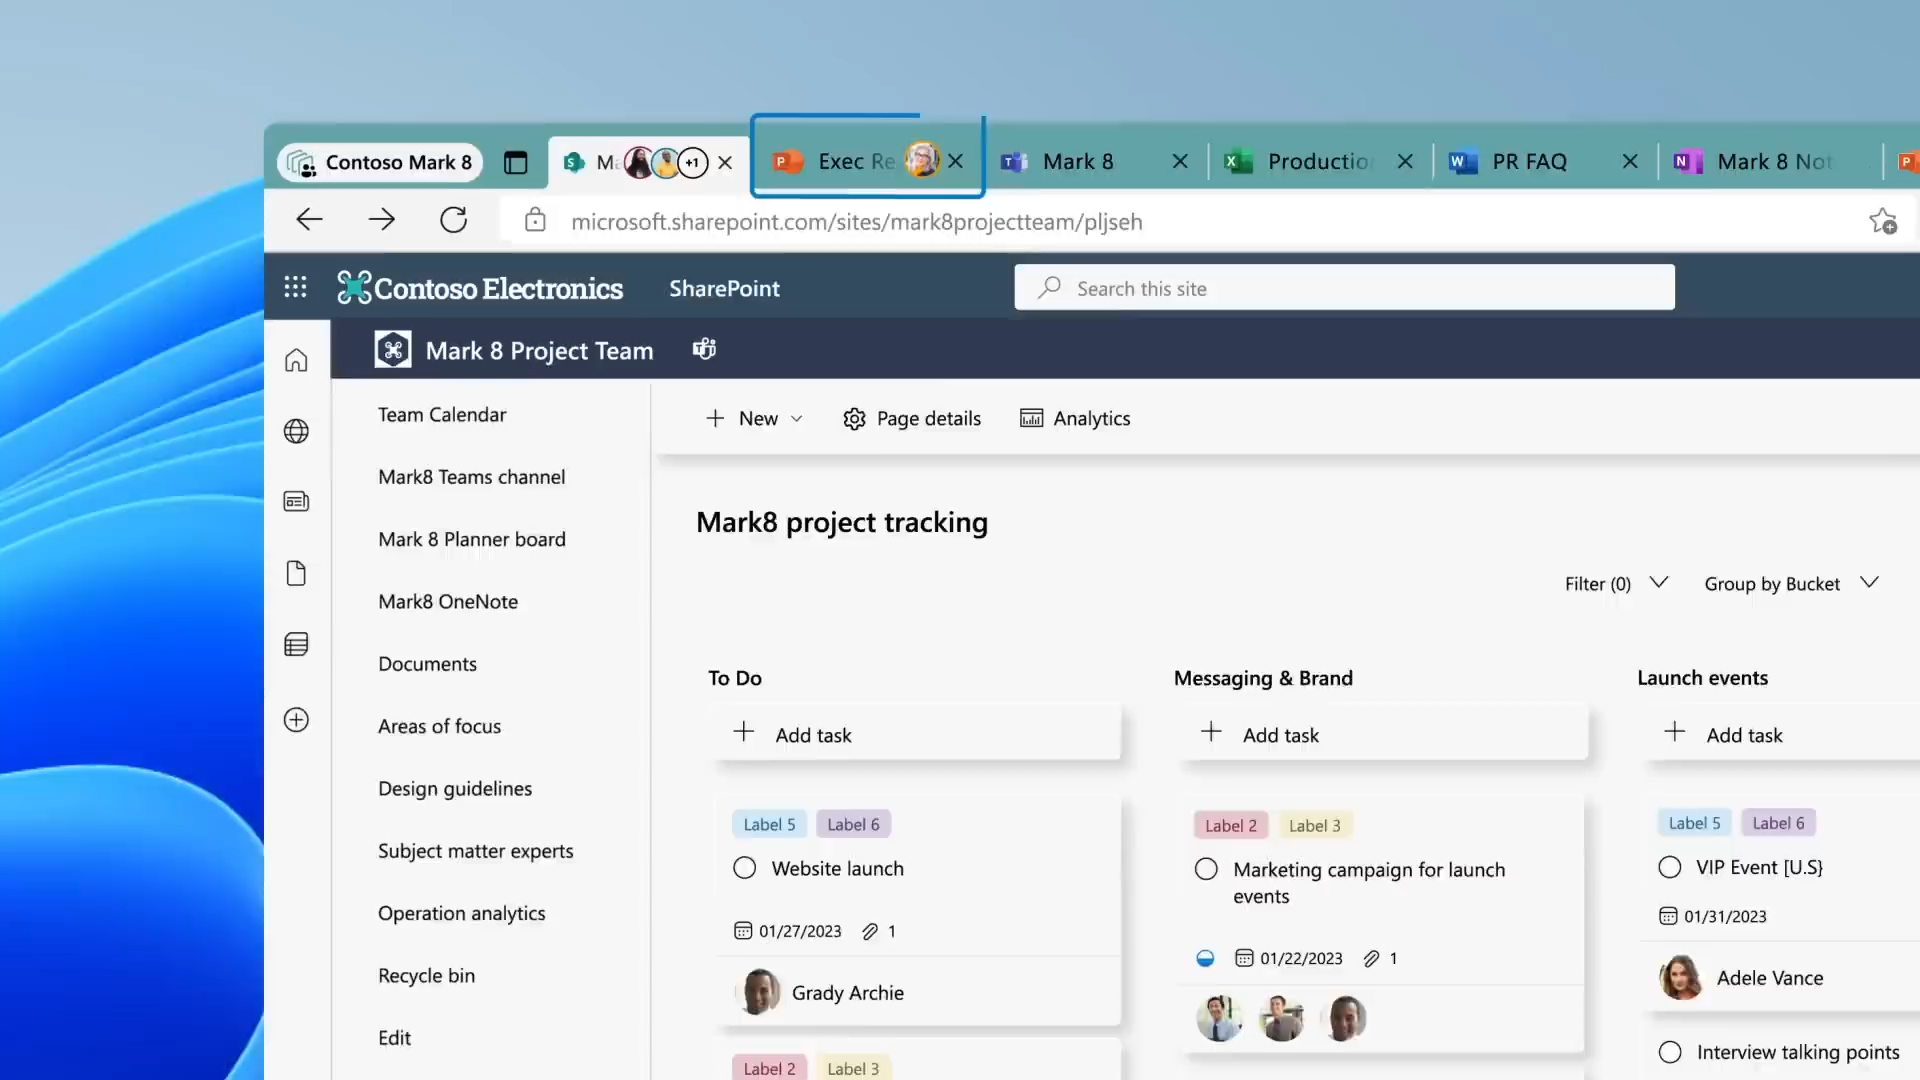 Contoso Mark 8
+1
Exec Re
Mark 8
Productio
PR FAQ
Mark 8 Not
microsoft.sharepoint.com/sites/mark8projectteam/pljseh
Contoso Electronics
SharePoint
Search this site
Mark 8 Project Team
Team Calendar
Mark8 Teams channel
Mark 8 Planner board
Mark8 OneNote
Documents
Areas of focus
Design guidelines
Subject matter experts
Operation analytics
Recycle bin
Edit
New
Page details
Analytics
Mark8 project tracking
Filter (0)
Group by Bucket
To Do
Add task
Label 5 Label 6
Website launch
01/27/2023 1
Grady Archie
Label 2 Label 3
Messaging & Brand
Add task
Label 2 Label 3
Marketing campaign for launch
events
01/22/2023 1
Launch events
Add task
Label 5 Label 6
VIP Event [U.S}
01/31/2023
Adele Vance
Interview talking points